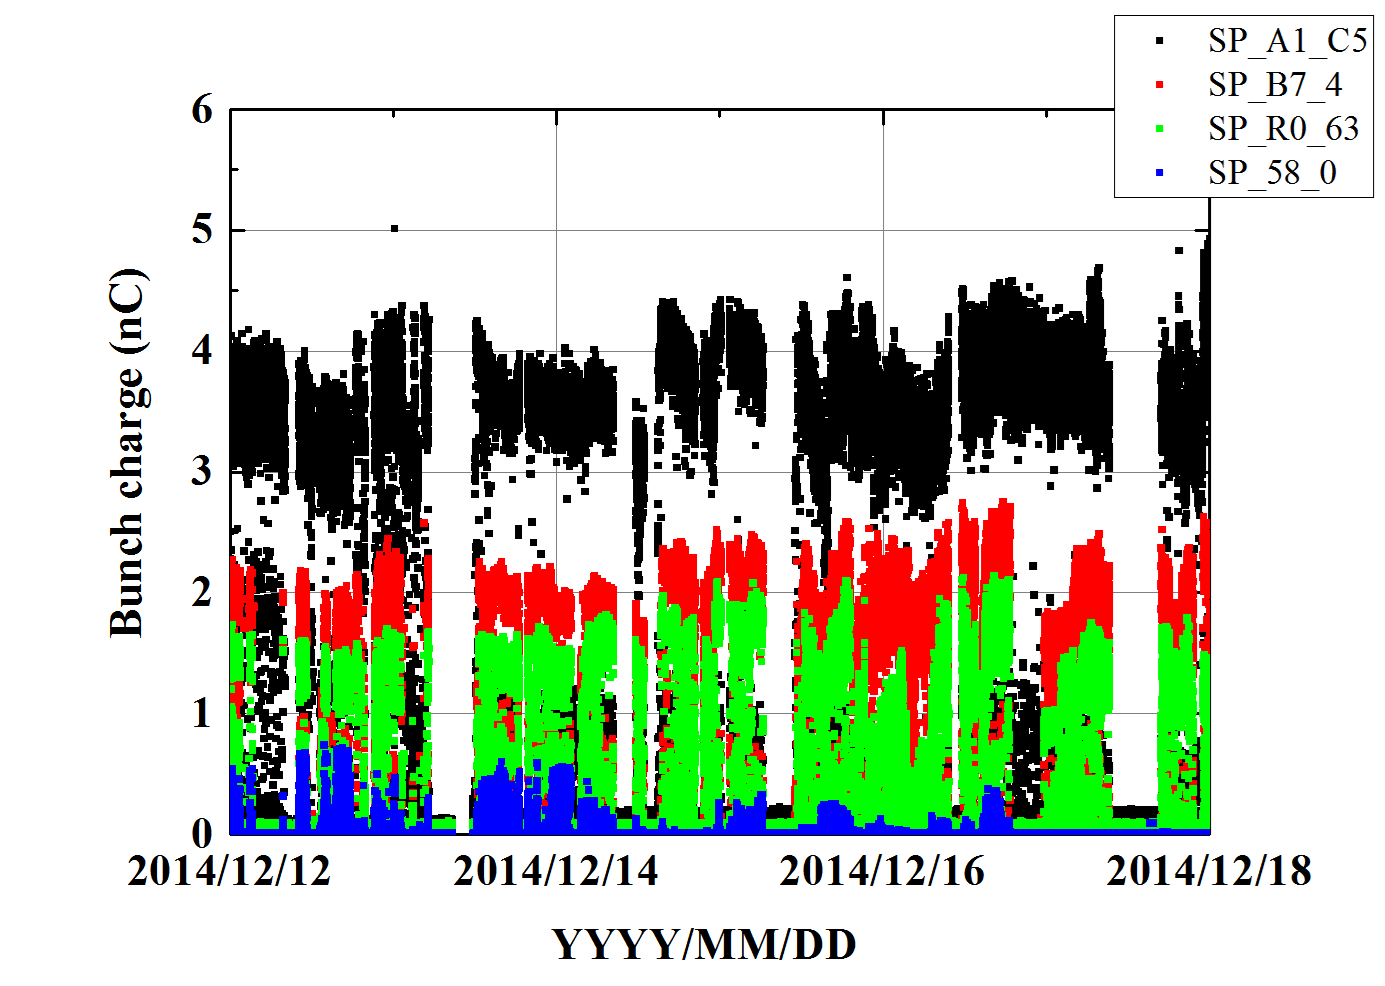 SP_A1_C5
SP_B7_4
SP_R0_63
SP_58_0
6
5
4
3
2
1
0
Bunch charge (nC)
2014/12/12 2014/12/14 2014/12/16 2014/12/18
YYYY/MM/DD